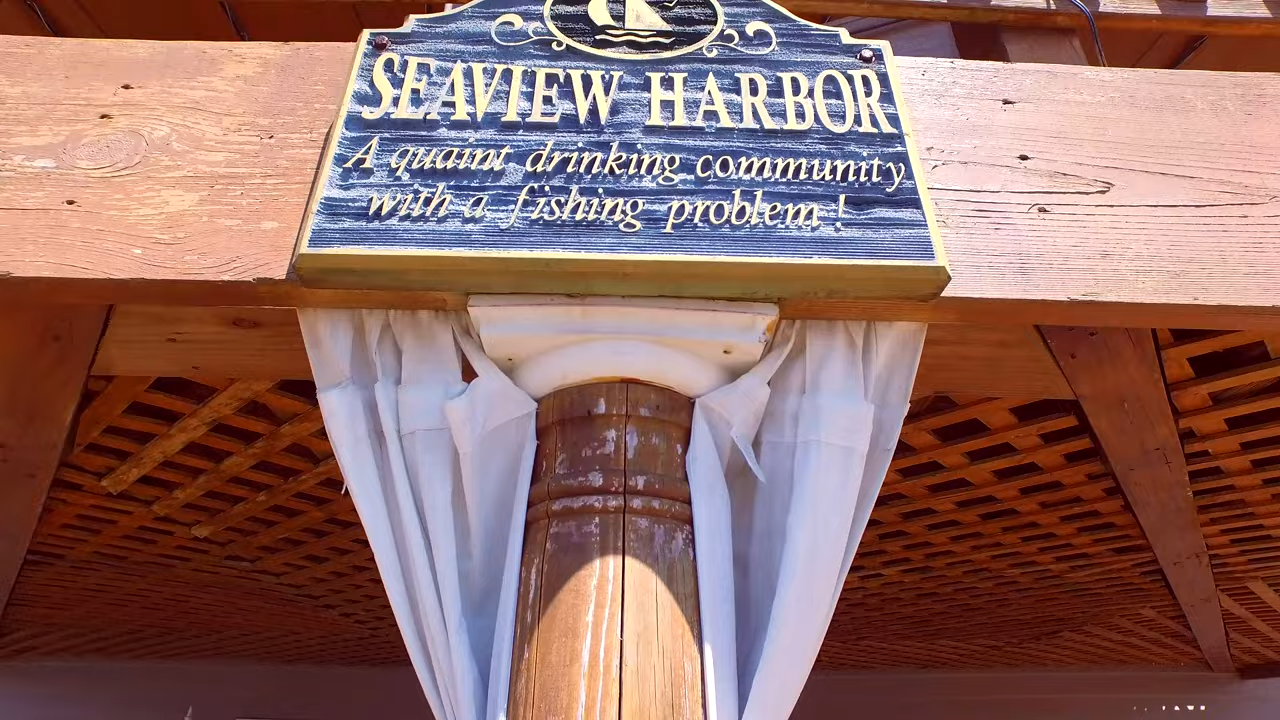 SEAVIEW HARBOR
A quaint drinking community
with a fishing problem!